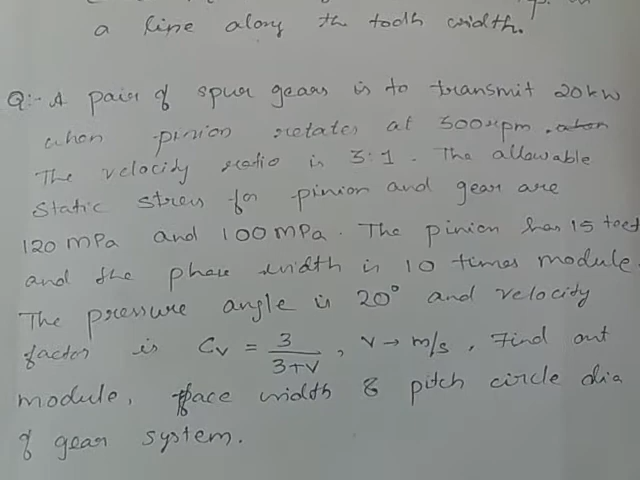 a line along the tooth width.
Q:- A pair of spur gears is to transmit 20kW
when pinion rotates at 300rpm.
The velocity ratio is 3:1. The allowable
static stress for pinion and gear are
120 MPa and 100 MPa. The pinion has 15 teet
and the phace width is 10 times module.
The pressure angle is 20° and velocity
factor is Cv = 3/3+V, V→ m/s, Find out
module, face width & pitch circle dia
of gear system.